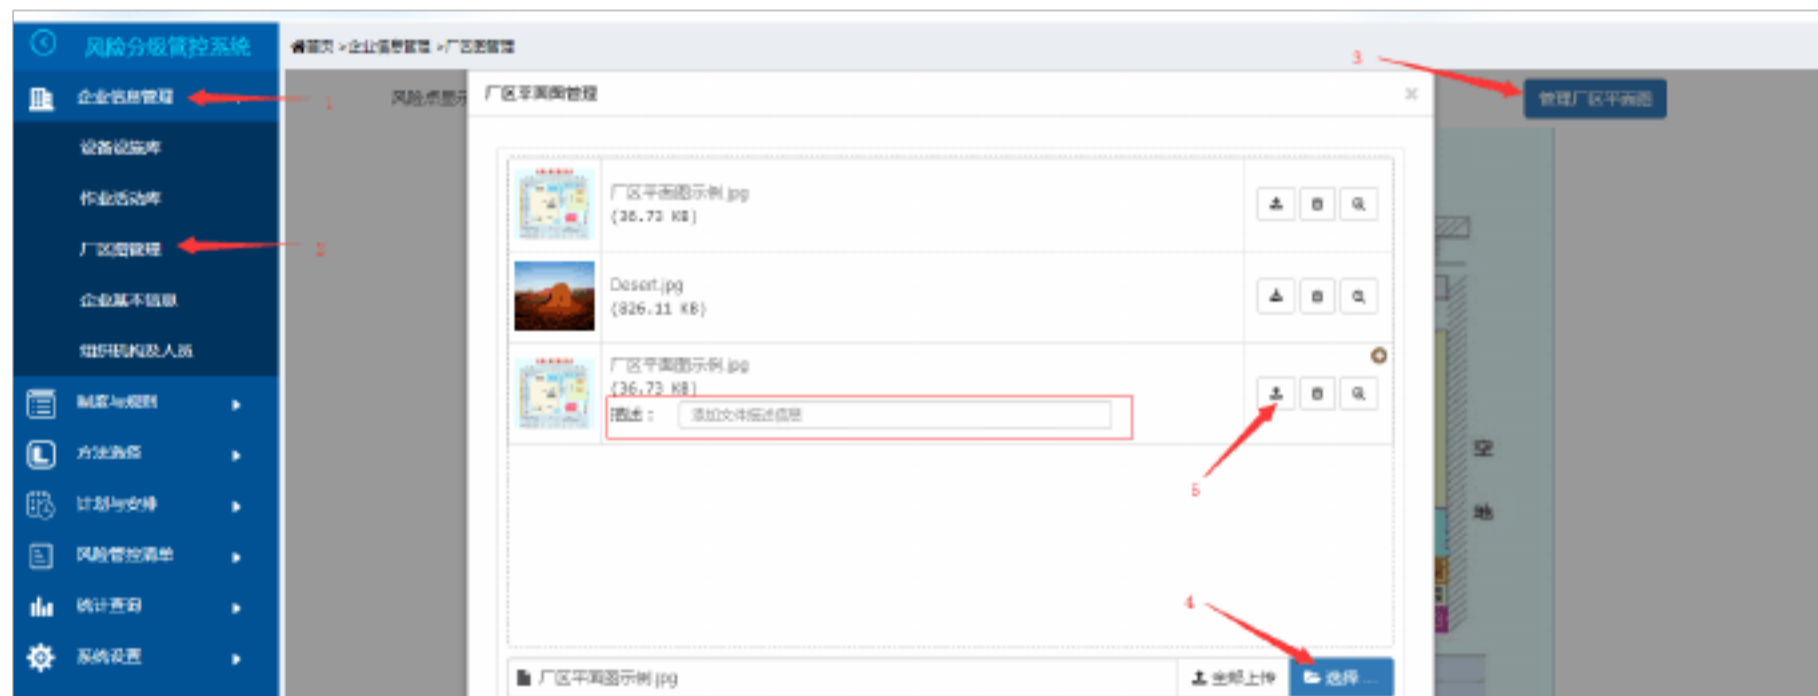 风险分级管控系统
首页 >企业信息管理 >厂区图管理
3
企业信息管理
1
风险点显示
厂区平面图管理
×
管理厂区平面图
设备设施库
作业活动库
厂区平面图示例.jpg
(36.73 KB)
厂区图管理
2
企业基本信息
Desert.jpg
(826.11 KB)
组织机构及人员
厂区平面图示例.jpg
(36.73 KB)
制度与规则
描述：
添加文件描述信息
方法选择
空
计划与安排
5
地
风险管控清单
统计查询
4
系统设置
厂区平面图示例.jpg
全部上传
选择 ...